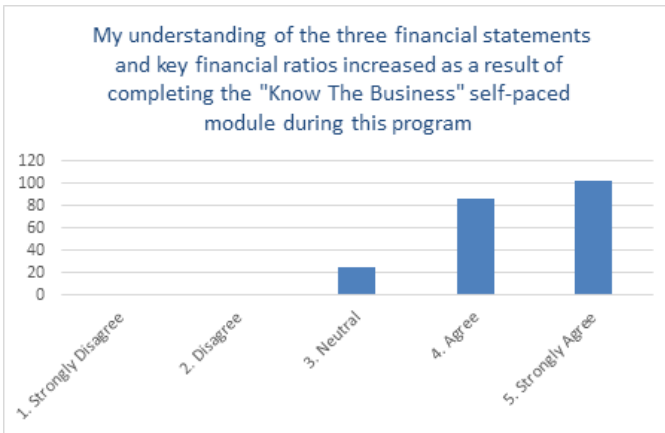 My understanding of the three financial statements
and key financial ratios increased as a result of
completing the "Know The Business" self-paced
module during this program
120
100
80
60
40
20
0
1. Strongly Disagree
2. Disagree
3. Neutral
4. Agree
5. Strongly Agree